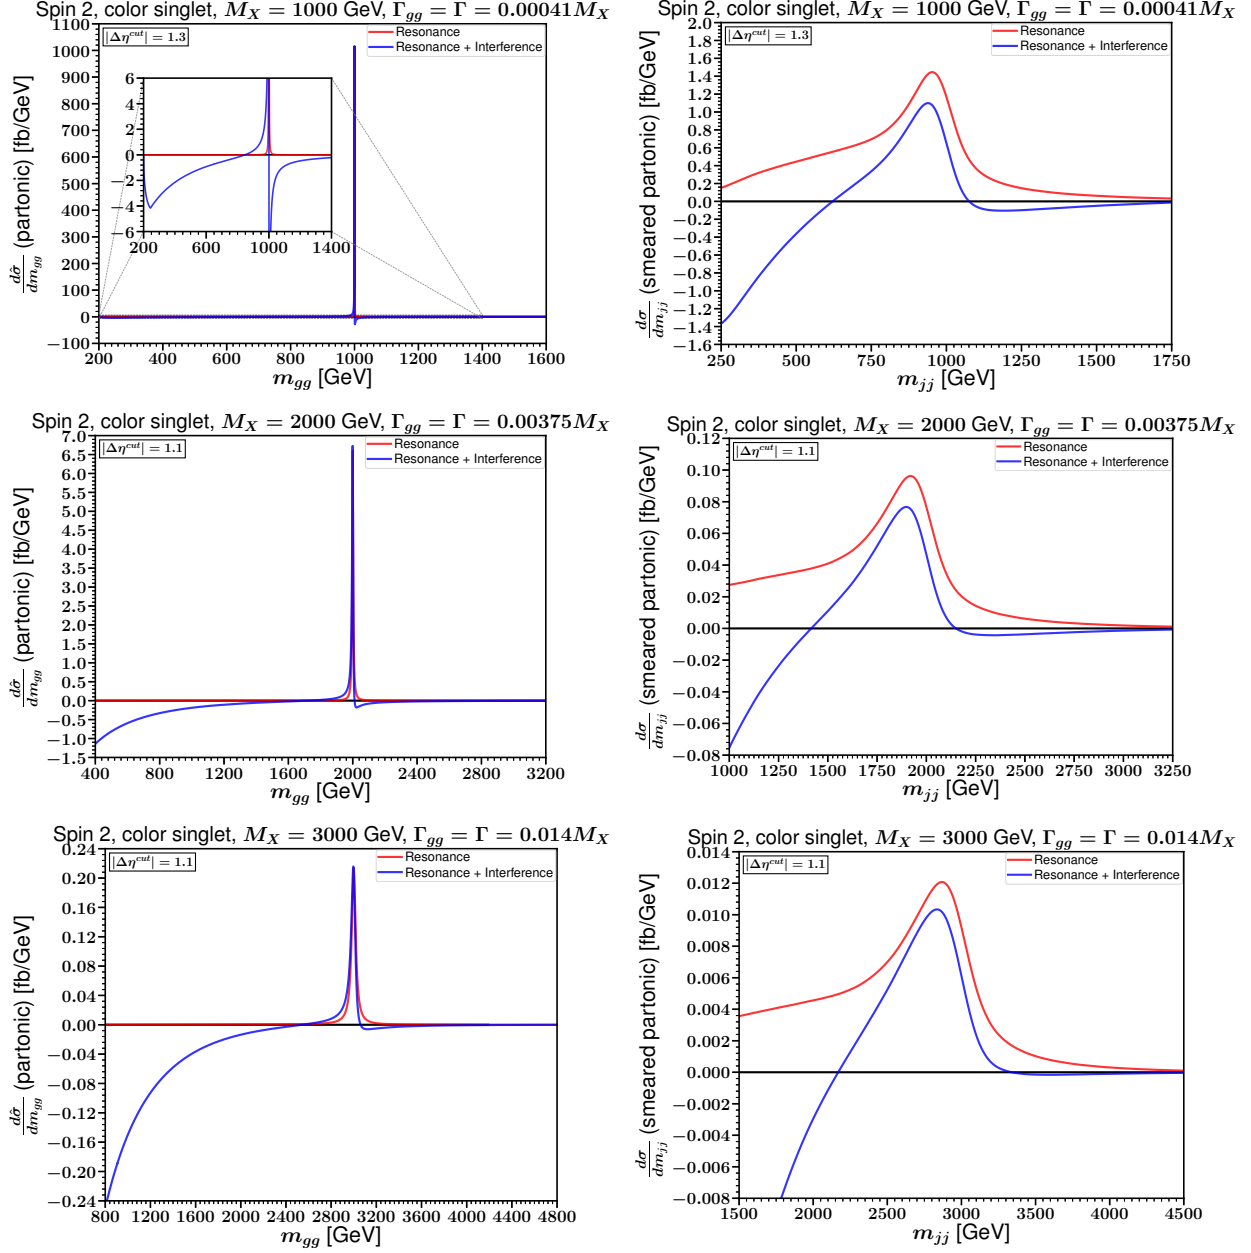 Spin 2, color singlet, M_X = 1000 GeV, Γ_gg = Γ = 0.00041M_X
|Δη^cut| = 1.3
Resonance
Resonance + Interference
dσ̂/dm_gg (partonic) [fb/GeV]
1100
1000
900
800
700
600
500
400
300
200
100
0
−100
6
4
2
0
−2
−4
−6
200 600 1000 1400
200 400 600 800 1000 1200 1400 1600
m_gg [GeV]
Spin 2, color singlet, M_X = 1000 GeV, Γ_gg = Γ = 0.00041M_X
|Δη^cut| = 1.3
Resonance
Resonance + Interference
dσ/dm_jj (smeared partonic) [fb/GeV]
2.0
1.8
1.6
1.4
1.2
1.0
0.8
0.6
0.4
0.2
0.0
−0.2
−0.4
−0.6
−0.8
−1.0
−1.2
−1.4
−1.6
250 500 750 1000 1250 1500 1750
m_jj [GeV]
Spin 2, color singlet, M_X = 2000 GeV, Γ_gg = Γ = 0.00375M_X
|Δη^cut| = 1.1
Resonance
Resonance + Interference
dσ̂/dm_gg (partonic) [fb/GeV]
7.0
6.5
6.0
5.5
5.0
4.5
4.0
3.5
3.0
2.5
2.0
1.5
1.0
0.5
0.0
−0.5
−1.0
−1.5
400 800 1200 1600 2000 2400 2800 3200
m_gg [GeV]
Spin 2, color singlet, M_X = 2000 GeV, Γ_gg = Γ = 0.00375M_X
|Δη^cut| = 1.1
Resonance
Resonance + Interference
dσ/dm_jj (smeared partonic) [fb/GeV]
0.12
0.10
0.08
0.06
0.04
0.02
0.00
−0.02
−0.04
−0.06
−0.08
1000 1250 1500 1750 2000 2250 2500 2750 3000 3250
m_jj [GeV]
Spin 2, color singlet, M_X = 3000 GeV, Γ_gg = Γ = 0.014M_X
|Δη^cut| = 1.1
Resonance
Resonance + Interference
dσ̂/dm_gg (partonic) [fb/GeV]
0.24
0.20
0.16
0.12
0.08
0.04
0.00
−0.04
−0.08
−0.12
−0.16
−0.20
−0.24
800 1200 1600 2000 2400 2800 3200 3600 4000 4400 4800
m_gg [GeV]
Spin 2, color singlet, M_X = 3000 GeV, Γ_gg = Γ = 0.014M_X
|Δη^cut| = 1.1
Resonance
Resonance + Interference
dσ/dm_jj (smeared partonic) [fb/GeV]
0.014
0.012
0.010
0.008
0.006
0.004
0.002
0.000
−0.002
−0.004
−0.006
−0.008
1500 2000 2500 3000 3500 4000 4500
m_jj [GeV]